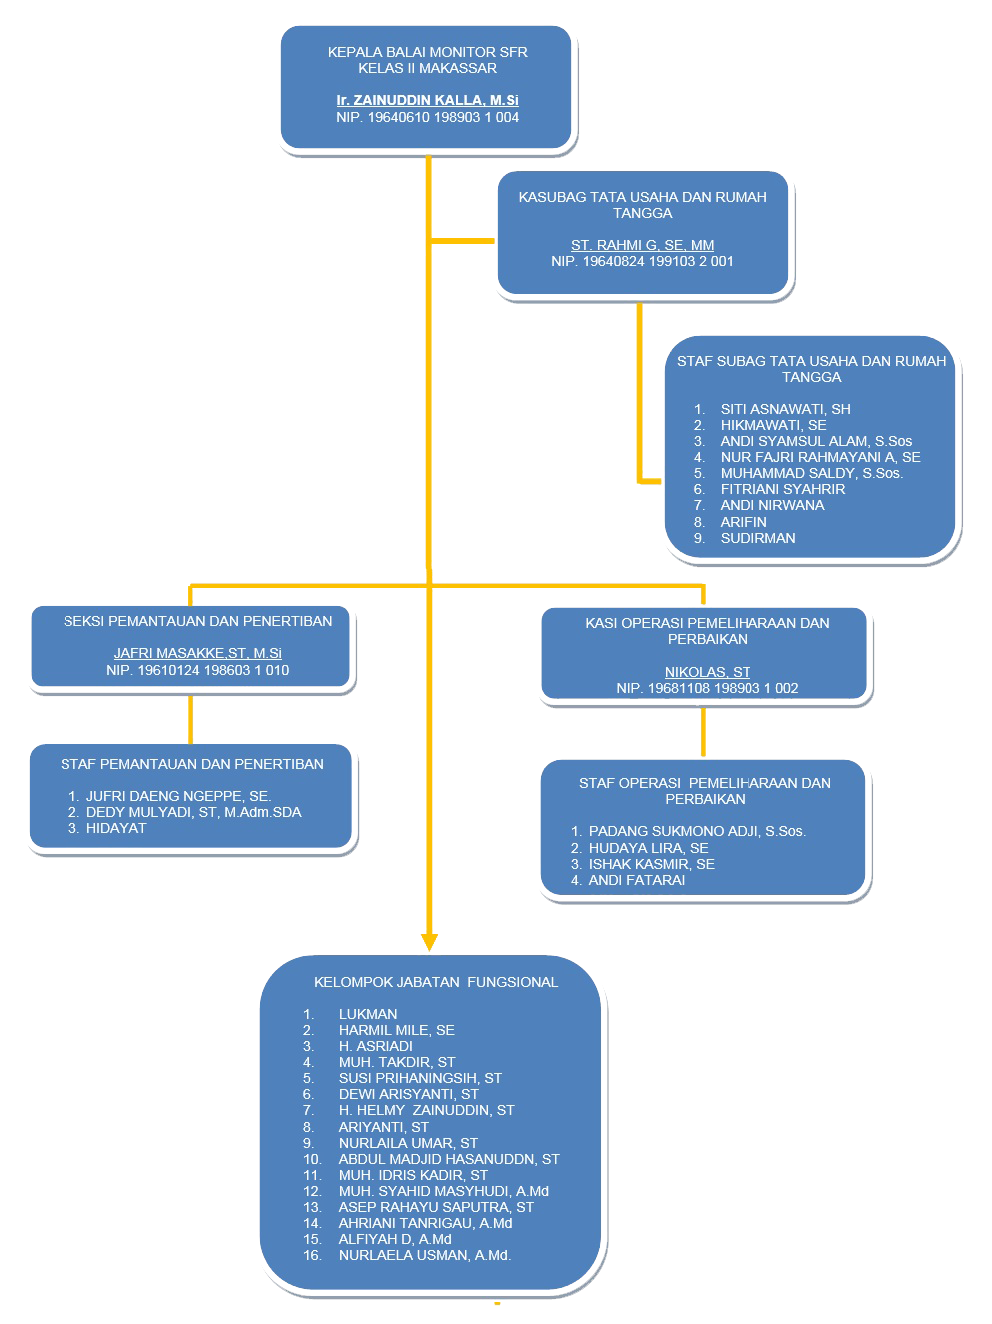 KEPALA BALAI MONITOR SFR
KELAS II MAKASSAR
Ir. ZAINUDDIN KALLA, M.Si
NIP. 19640610 198903 1 004
KASUBAG TATA USAHA DAN RUMAH
TANGGA
ST. RAHMI G, SE, MM
NIP. 19640824 199103 2 001
STAF SUBAG TATA USAHA DAN RUMAH
TANGGA
1. SITI ASNAWATI, SH
2. HIKMAWATI, SE
3. ANDI SYAMSUL ALAM, S.Sos
4. NUR FAJRI RAHMAYANI A, SE
5. MUHAMMAD SALDY, S.Sos.
6. FITRIANI SYAHRIR
7. ANDI NIRWANA
8. ARIFIN
9. SUDIRMAN
SEKSI PEMANTAUAN DAN PENERTIBAN
JAFRI MASAKKE,ST, M.Si
NIP. 19610124 198603 1 010
KASI OPERASI PEMELIHARAAN DAN
PERBAIKAN
NIKOLAS, ST
NIP. 19681108 198903 1 002
STAF PEMANTAUAN DAN PENERTIBAN
1. JUFRI DAENG NGEPPE, SE.
2. DEDY MULYADI, ST, M.Adm.SDA
3. HIDAYAT
STAF OPERASI PEMELIHARAAN DAN
PERBAIKAN
1. PADANG SUKMONO ADJI, S.Sos.
2. HUDAYA LIRA, SE
3. ISHAK KASMIR, SE
4. ANDI FATARAI
KELOMPOK JABATAN FUNGSIONAL
1. LUKMAN
2. HARMIL MILE, SE
3. H. ASRIADI
4. MUH. TAKDIR, ST
5. SUSI PRIHANINGSIH, ST
6. DEWI ARISYANTI, ST
7. H. HELMY ZAINUDDIN, ST
8. ARIYANTI, ST
9. NURLAILA UMAR, ST
10. ABDUL MADJID HASANUDDN, ST
11. MUH. IDRIS KADIR, ST
12. MUH. SYAHID MASYHUDI, A.Md
13. ASEP RAHAYU SAPUTRA, ST
14. AHRIANI TANRIGAU, A.Md
15. ALFIYAH D, A.Md
16. NURLAELA USMAN, A.Md.